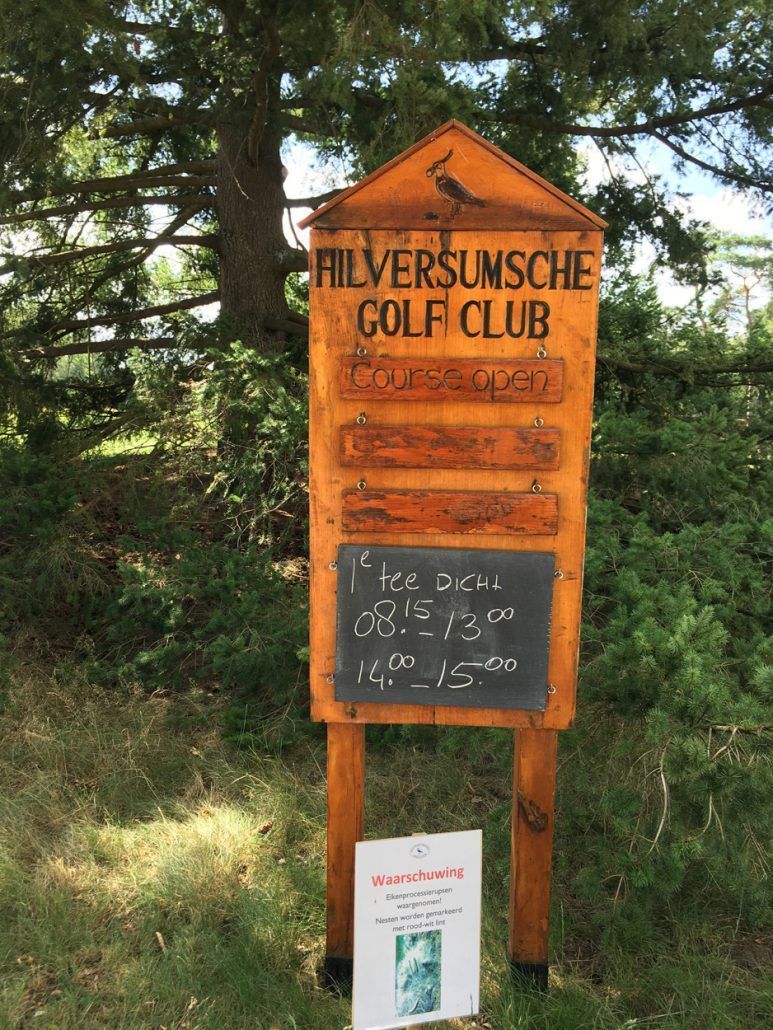 HILVERSUMSCHE
GOLF CLUB
Course open
1e tee DICHT
08.15 - 13 00
14.00 - 15.00
Waarschuwing
Eikenprocessierupsen
waargenomen!
Nesten worden gemarkeerd
met rood-wit lint